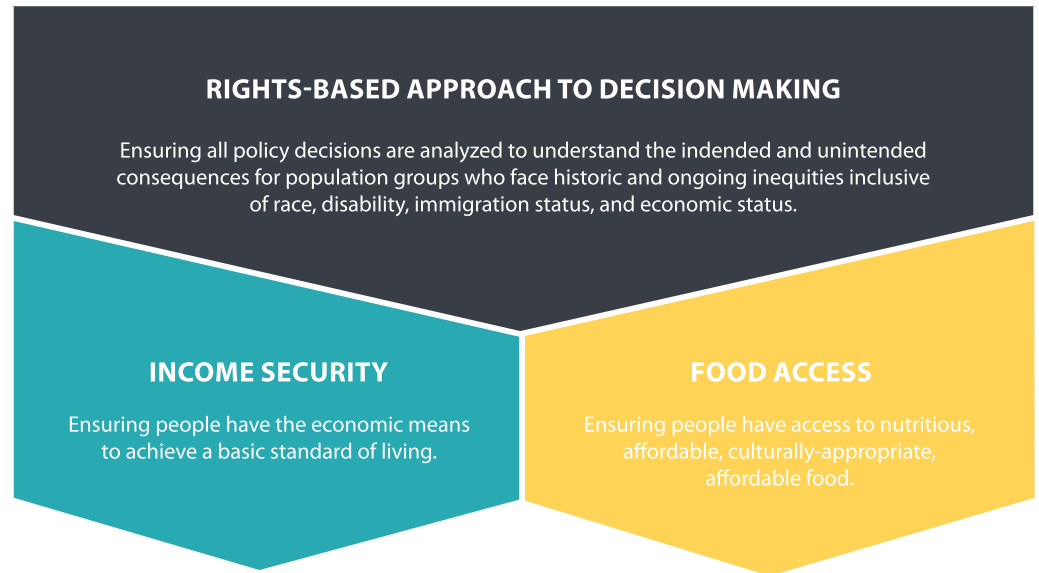 RIGHTS-BASED APPROACH TO DECISION MAKING
Ensuring all policy decisions are analyzed to understand the indended and unintended
consequences for population groups who face historic and ongoing inequities inclusive
of race, disability, immigration status, and economic status.
INCOME SECURITY
Ensuring people have the economic means
to achieve a basic standard of living.
FOOD ACCESS
Ensuring people have access to nutritious,
affordable, culturally-appropriate,
affordable food.